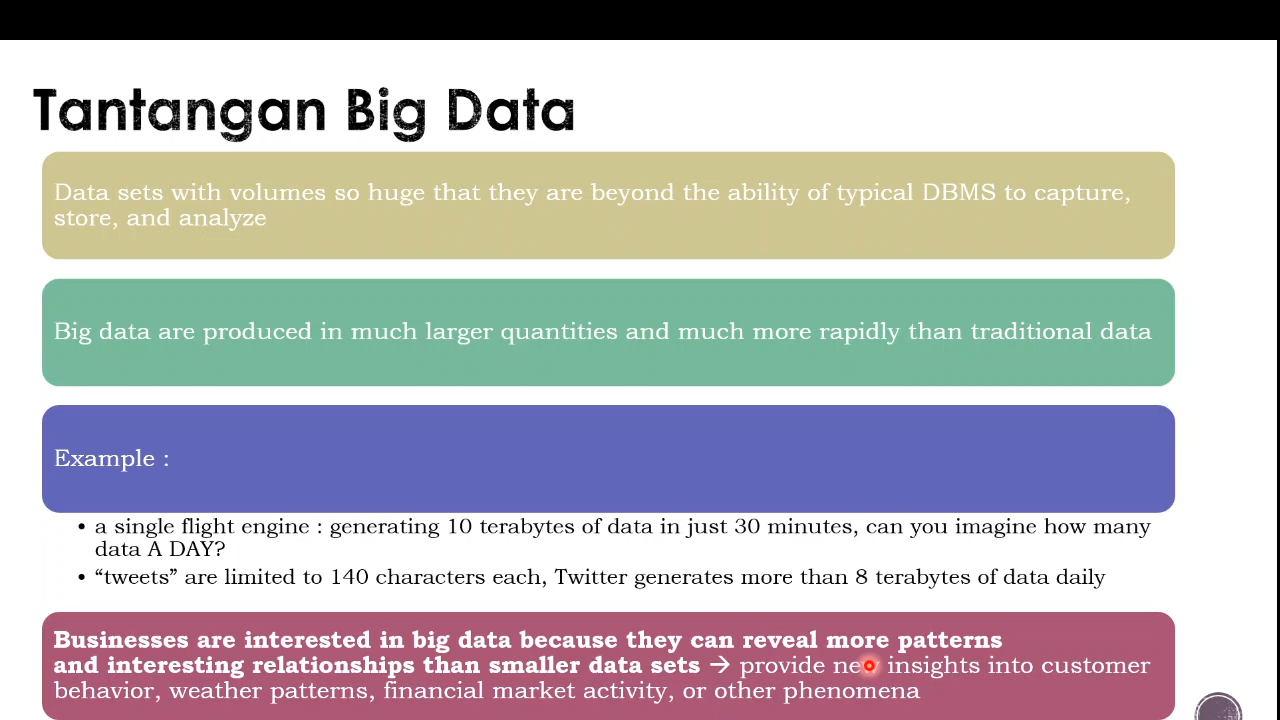 Tantangan Big Data
Data sets with volumes so huge that they are beyond the ability of typical DBMS to capture,
store, and analyze
Big data are produced in much larger quantities and much more rapidly than traditional data
Example :
• a single flight engine : generating 10 terabytes of data in just 30 minutes, can you imagine how many
data A DAY?
• “tweets” are limited to 140 characters each, Twitter generates more than 8 terabytes of data daily
Businesses are interested in big data because they can reveal more patterns
and interesting relationships than smaller data sets → provide new insights into customer
behavior, weather patterns, financial market activity, or other phenomena